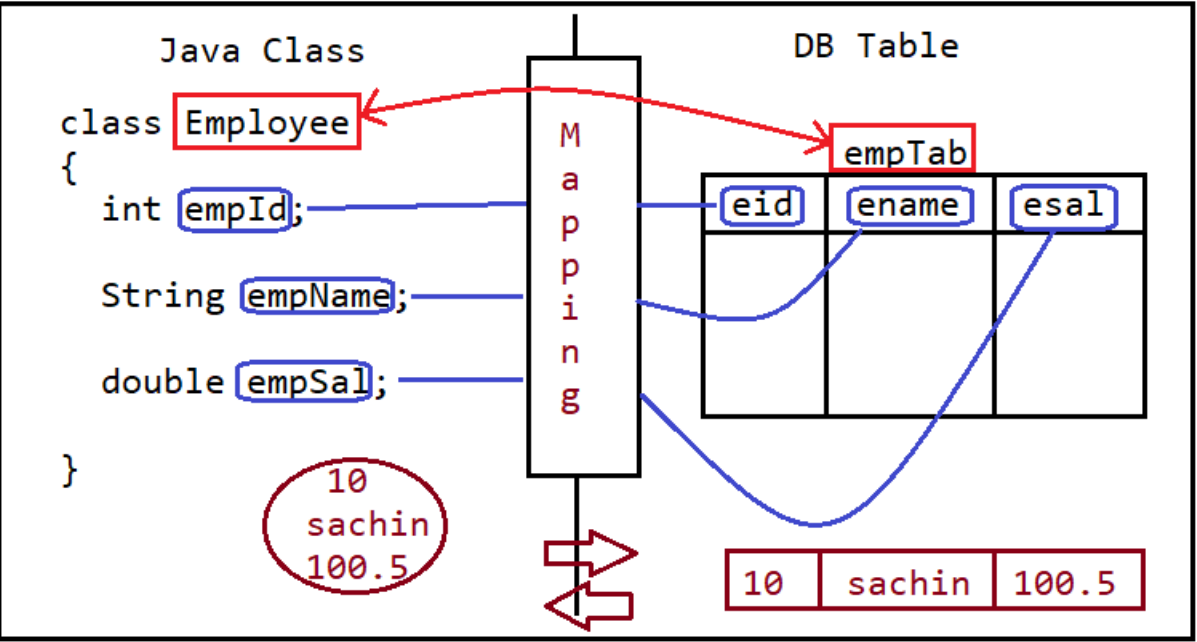 Java Class
class Employee
{
int empId;
String empName;
double empSal;
}
10
sachin
100.5
Mapping
DB Table
empTab
eid ename esal
10 sachin 100.5